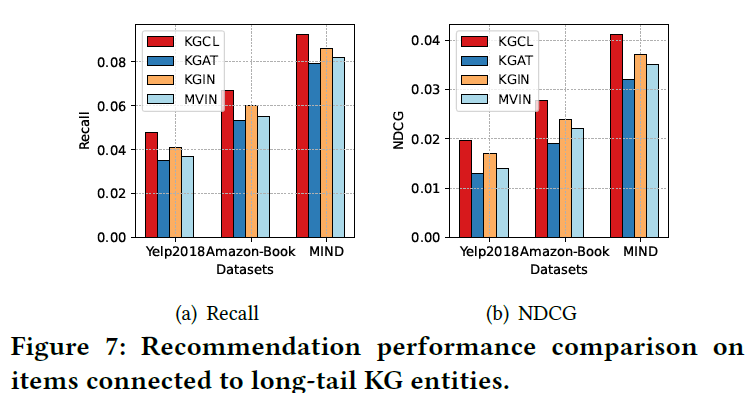 KGCL
KGAT
KGIN
MVIN
0.08
0.06
0.04
0.02
0.00
Recall
Yelp2018 Amazon-Book MIND
Datasets
(a) Recall
KGCL
KGAT
KGIN
MVIN
0.04
0.03
0.02
0.01
0.00
NDCG
Yelp2018 Amazon-Book MIND
Datasets
(b) NDCG
Figure 7: Recommendation performance comparison on
items connected to long-tail KG entities.